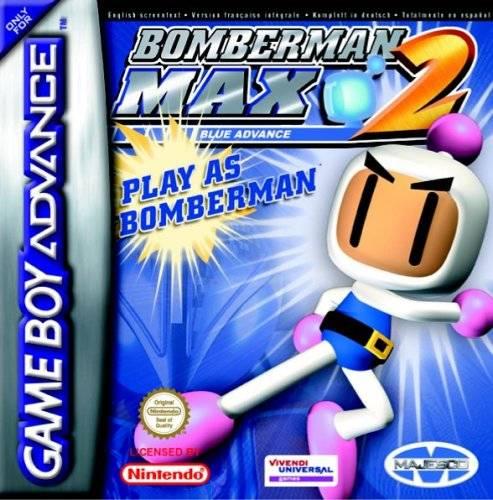 ONLY
FOR
GAME BOY ADVANCE
TM
English screentext • Version française intégrale • Komplett in deutsch • Totalmente en español
BOMBERMAN
MAX 2
BLUE ADVANCE
PLAY AS
BOMBERMAN
Original
Nintendo
Seal of
Quality
LICENSED BY
Nintendo
VIVENDI
UNIVERSAL
games
MAJESCO